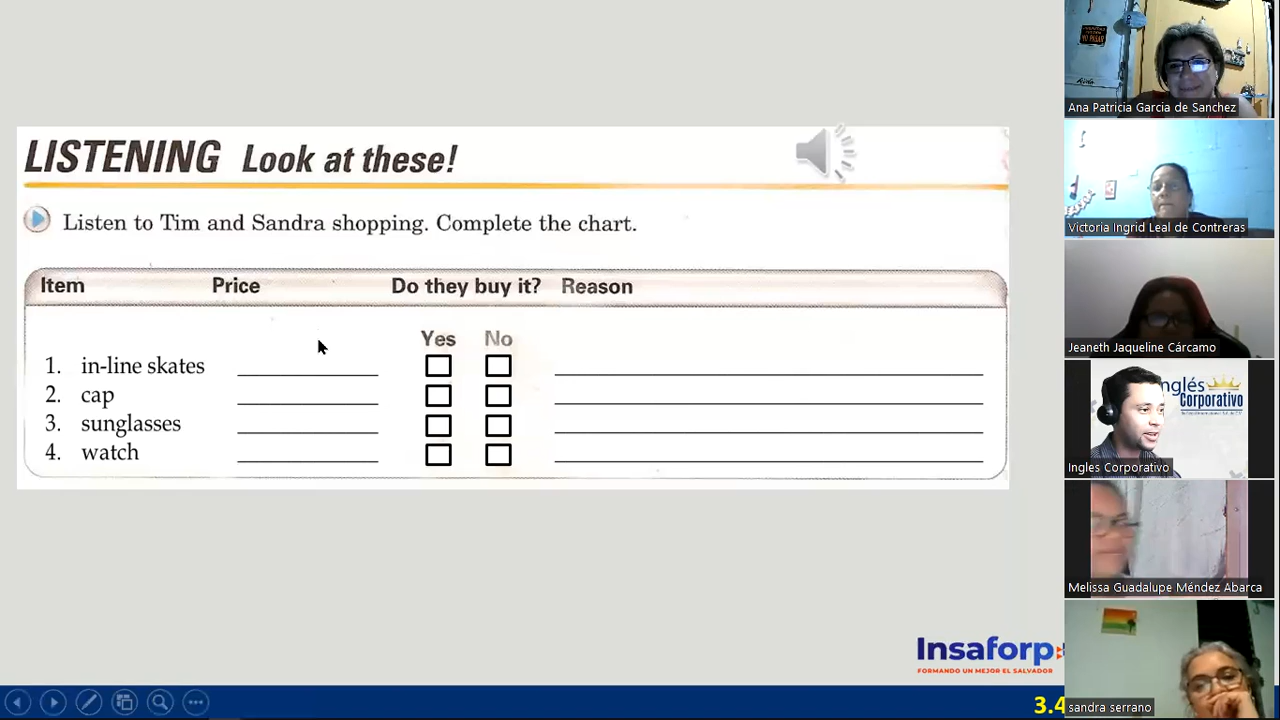 LISTENING Look at these!
Listen to Tim and Sandra shopping. Complete the chart.
Item Price Do they buy it? Reason
Yes No
1. in-line skates
2. cap
3. sunglasses
4. watch
Insaforp
FORMANDO UN MEJOR EL SALVADOR
3.4
Ana Patricia Garcia de Sanchez
Victoria Ingrid Leal de Contreras
Jeaneth Jaqueline Cárcamo
Inglés
Corporativo
Ingles Corporativo
Melissa Guadalupe Méndez Abarca
sandra serrano